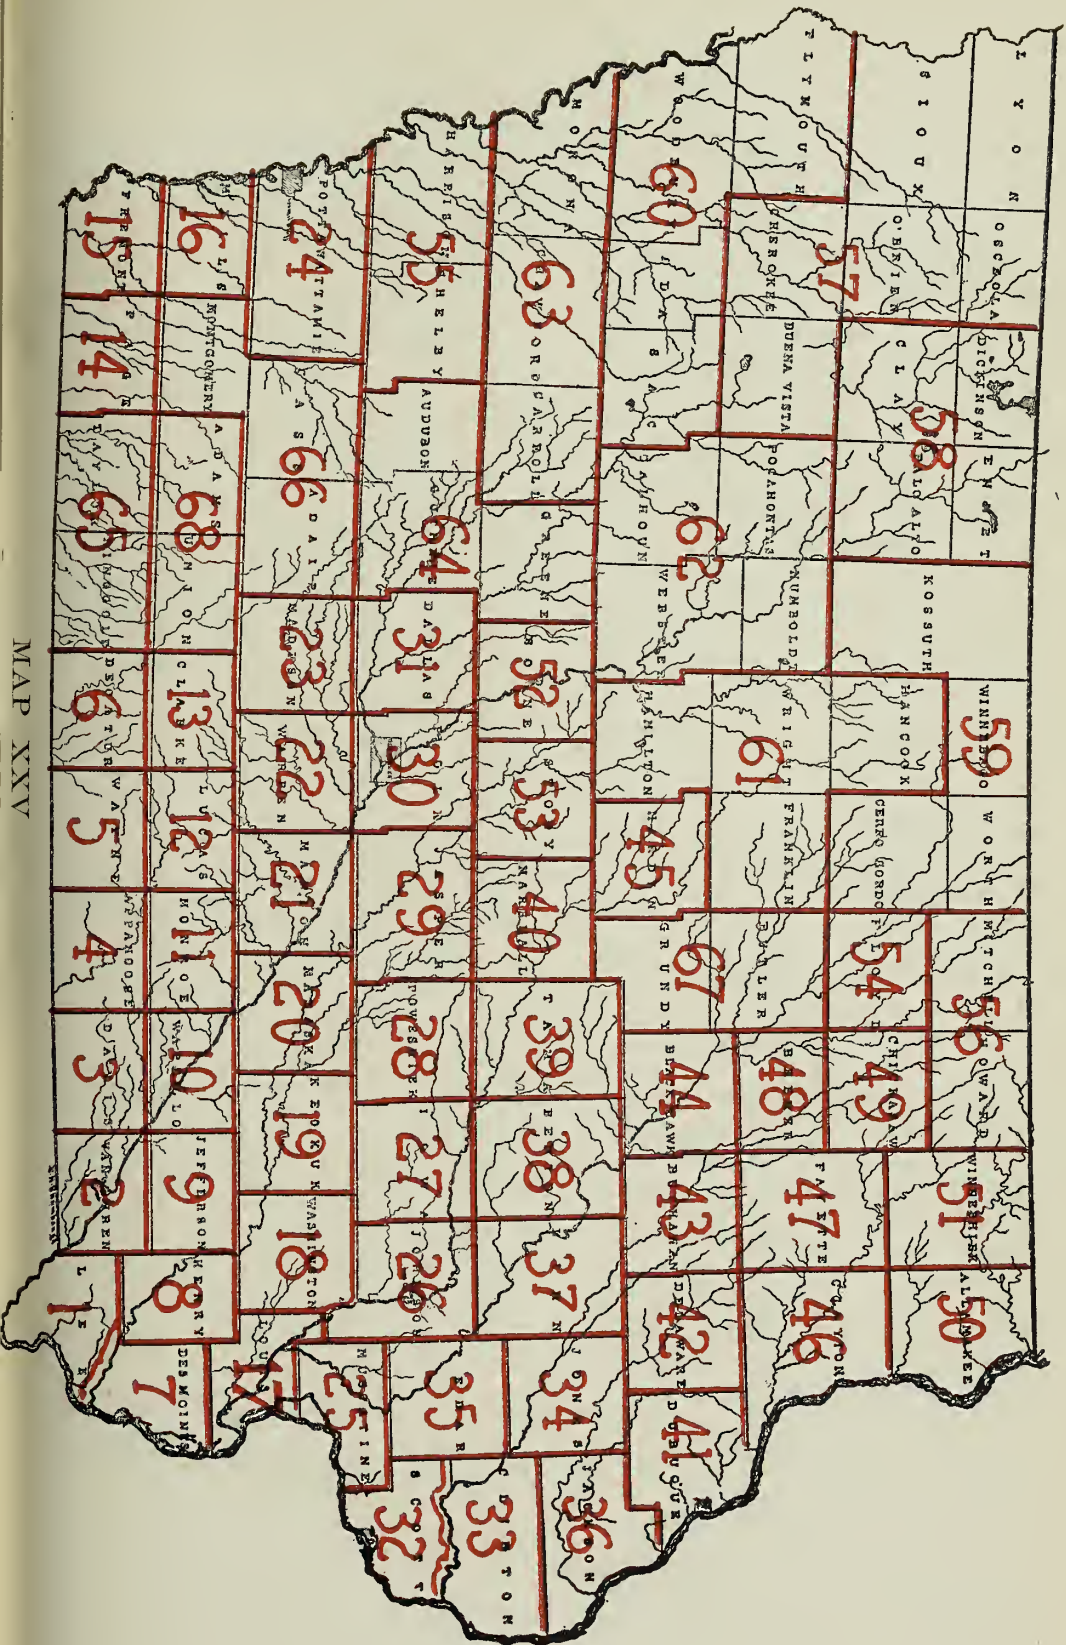 LYON
OSCEOLA
DICKINSON
EMMET
59
WINNEBAGO
WORTH
56
MITCHELL
HOWARD
51
WINNESHIEK
50
ALLAMAKEE
SIOUX
O'BRIEN
58
CLAY
PALO ALTO
KOSSUTH
HANCOCK
CERRO GORDO
54
FLOYD
49
CHICKASAW
57
PLYMOUTH
CHEROKEE
BUENA VISTA
POCAHONTAS
HUMBOLDT
61
WRIGHT
FRANKLIN
BUTLER
48
BREMER
47
FAYETTE
46
CLAYTON
60
WOODBURY
IDA
SAC
62
CALHOUN
WEBSTER
HAMILTON
45
HARDIN
67
GRUNDY
44
BLACKHAWK
43
BUCHANAN
42
DELAWARE
41
DUBUQUE
MONONA
63
CRAWFORD
CARROLL
GREENE
52
BOONE
53
STORY
40
MARSHALL
39
TAMA
38
BENTON
37
LINN
34
JONES
36
JACKSON
HARRISON
55
SHELBY
AUDUBON
64
GUTHRIE
31
DALLAS
30
POLK
29
JASPER
28
POWESHIEK
27
IOWA
26
JOHNSON
35
CEDAR
33
CLINTON
32
SCOTT
24
POTTAWATTAMIE
66
CASS
ADAIR
23
MADISON
22
WARREN
21
MARION
20
MAHASKA
19
KEOKUK
18
WASHINGTON
17
LOUISA
25
MUSCATINE
16
MILLS
MONTGOMERY
68
ADAMS
UNION
13
CLARKE
12
LUCAS
11
MONROE
10
WAPELLO
9
JEFFERSON
8
HENRY
7
DES MOINES
15
FREMONT
14
PAGE
65
TAYLOR
RINGGOLD
6
DECATUR
5
WAYNE
4
APPANOOSE
3
DAVIS
2
VAN BUREN
1
LEE
MAP XXV